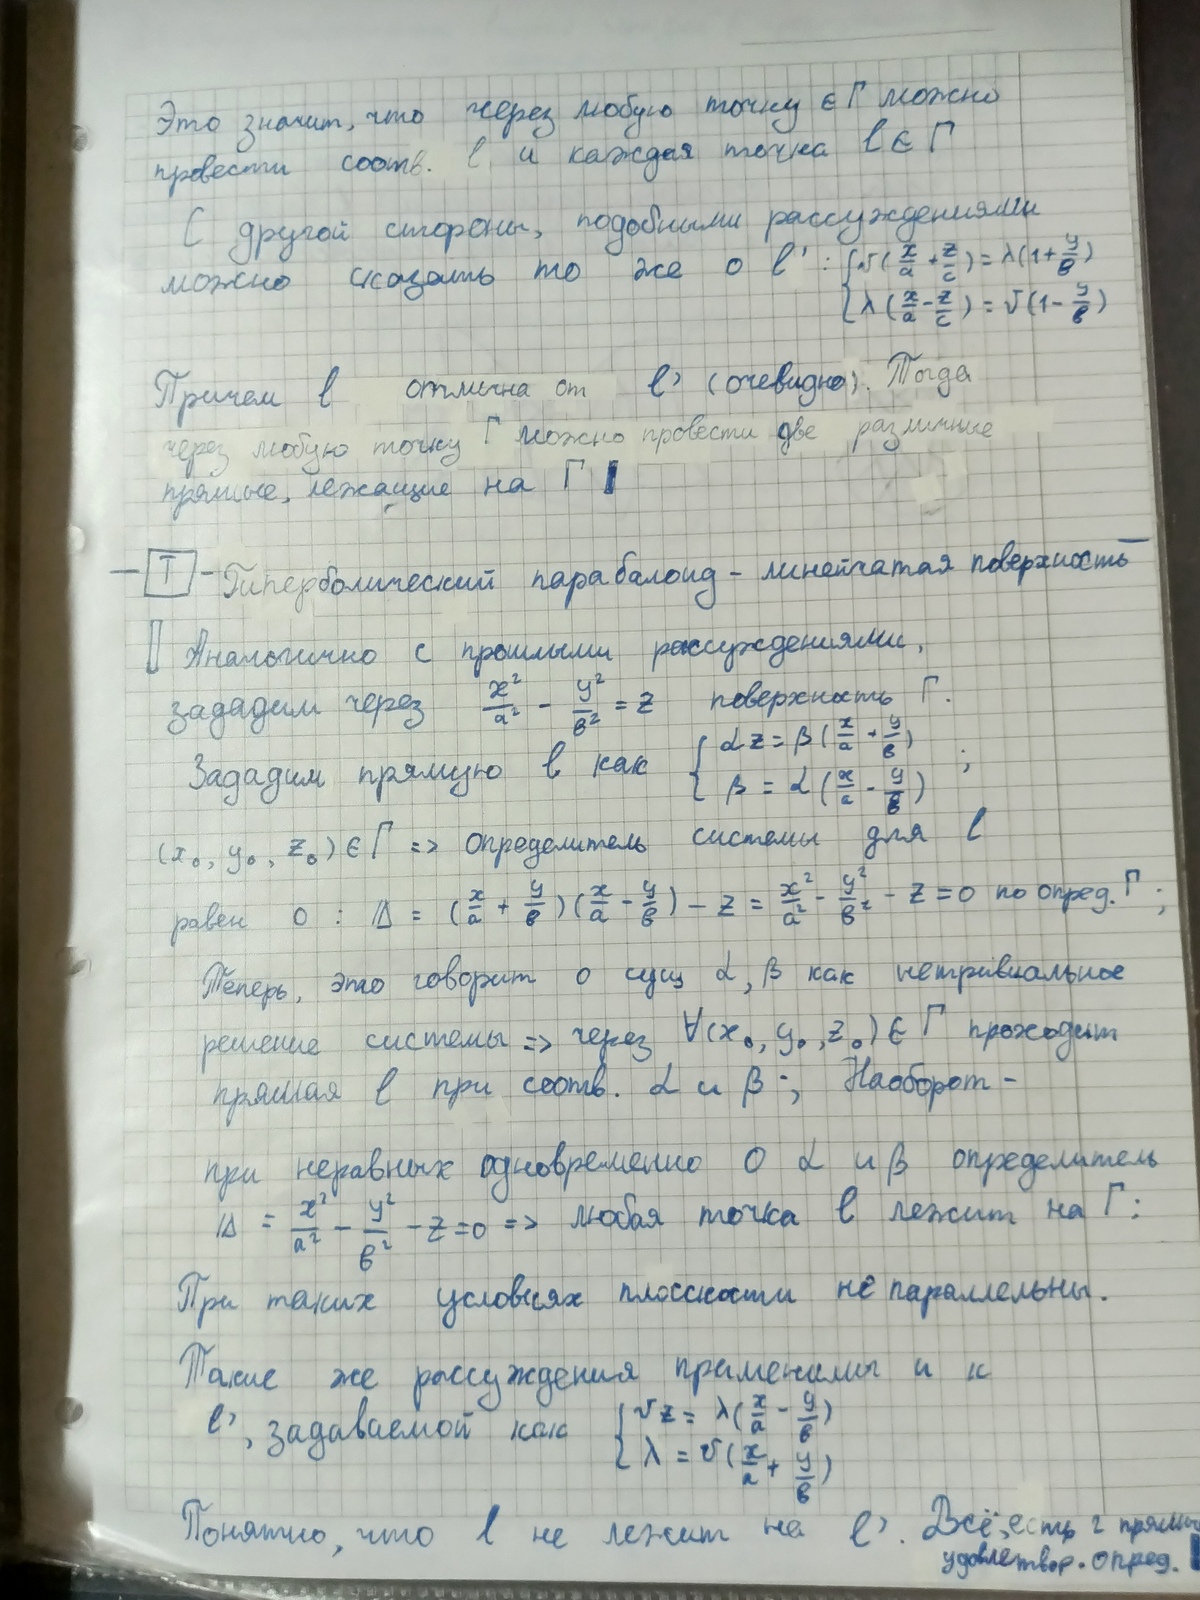 Это значит, что через любую точку ∈ Γ можно
провести соотв. l и каждая точка l ∈ Γ
С другой стороны, подобными рассуждениями
можно сказать то же о l' : { √(x/a + z/c) = λ(1 + y/в)
{ λ(x/a - z/c) = √(1 - y/в)
Причем l отлична от l' (очевидно). Тогда
через любую точку Γ можно провести две различные
прямые, лежащие на Γ
T - Гиперболический парабалоид - линейчатая поверхность
Аналогично с прошлыми рассуждениями,
зададим через x²/a² - y²/в² = z поверхность Γ.
Зададим прямую l как { αz = β(x/a + y/в)
{ β = α(x/a - y/в) ;
(x₀, y₀, z₀) ∈ Γ => определитель системы для l
равен 0 : Δ = (x/a + y/в)(x/a - y/в) - z = x²/a² - y²/в² - z = 0 по опред. Γ ;
Теперь, это говорит о сущ α, β как нетривиальное
решение системы => через ∀(x₀, y₀, z₀) ∈ Γ проходит
прямая l при соотв. α и β ; Наоборот -
при неравных одновременно 0 α и β определитель
Δ = x²/a² - y²/в² - z = 0 => любая точка l лежит на Γ ;
При таких условиях плоскости не параллельны.
Такие же рассуждения применимы и к
l', задаваемой как { √z = λ(x/a - y/в)
{ λ = √(x/a + y/в)
Понятно, что l не лежит на l'. Всё, есть 2 прямы
удовлетвор. опред.